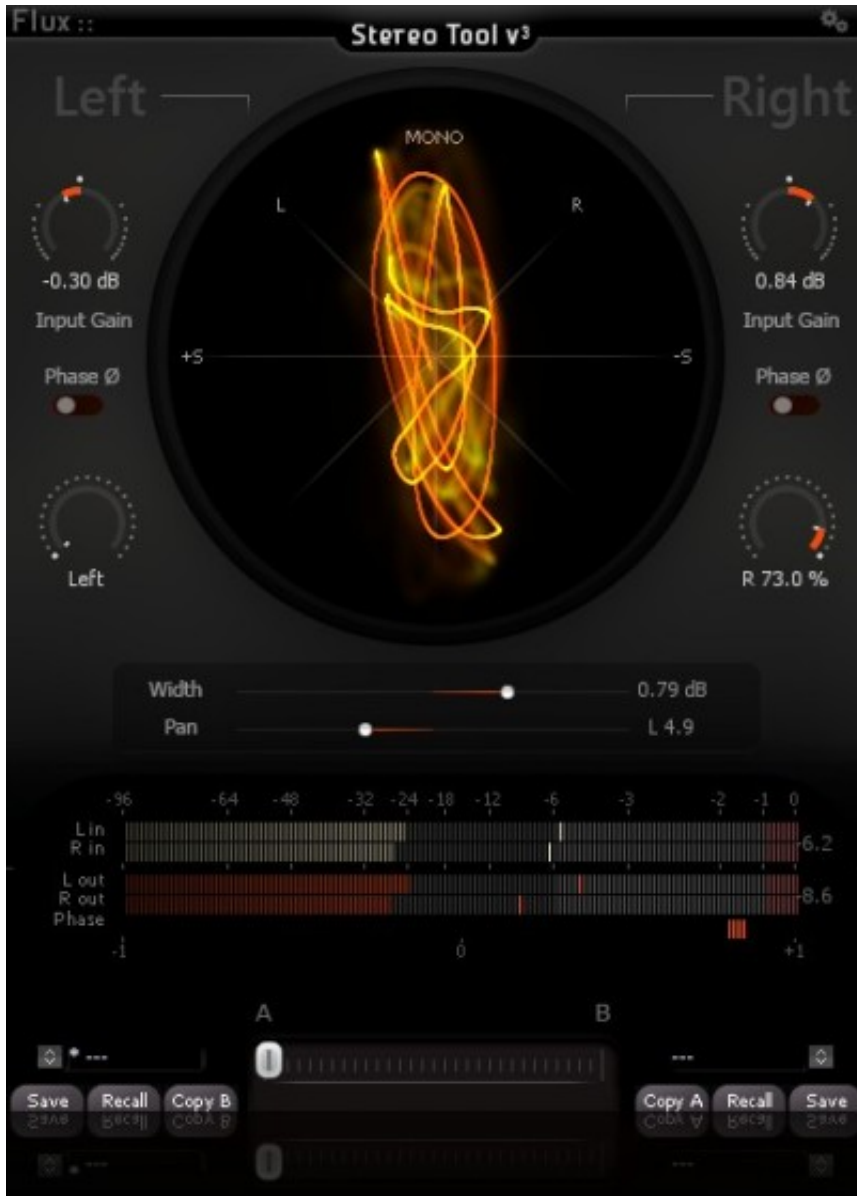 Flux ::
Stereo Tool v3
Left
Right
MONO
L
R
-0.30 dB
0.84 dB
Input Gain
Input Gain
+S
-S
Phase Ø
Phase Ø
Left
R 73.0 %
Width
0.79 dB
Pan
L 4.9
-96 -64 -48 -32 -24 -18 -12 -6 -3 -2 -1 0
L in
R in
-6.2
L out
R out
-8.6
Phase
-1 0 +1
A B
* ---
---
Save Recall Copy B
Copy A Recall Save